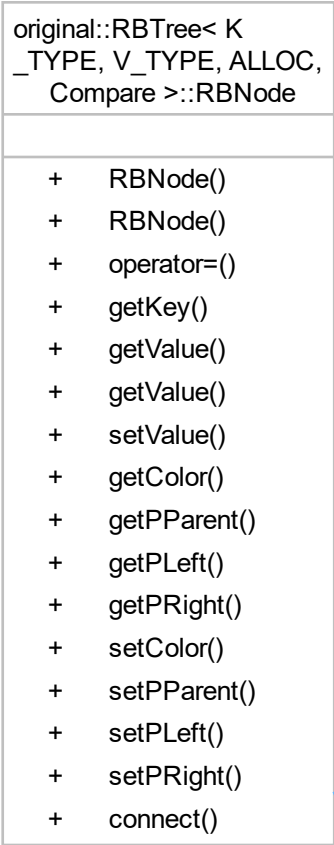 original::RBTree< K
_TYPE, V_TYPE, ALLOC,
Compare >::RBNode
+ RBNode()
+ RBNode()
+ operator=()
+ getKey()
+ getValue()
+ getValue()
+ setValue()
+ getColor()
+ getPParent()
+ getPLeft()
+ getPRight()
+ setColor()
+ setPParent()
+ setPLeft()
+ setPRight()
+ connect()